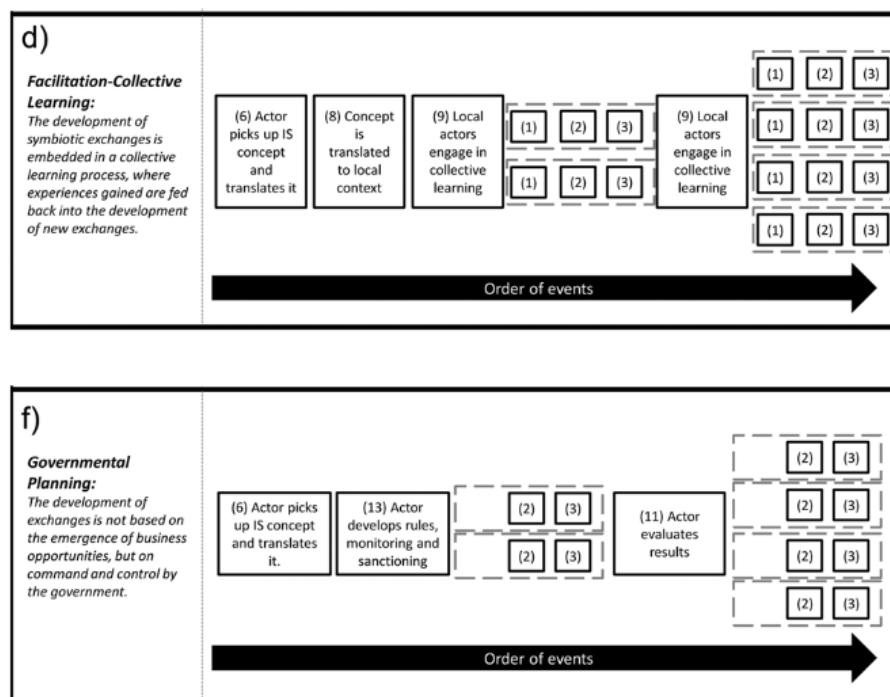 d)
Facilitation-Collective
Learning:
The development of
symbiotic exchanges is
embedded in a collective
learning process, where
experiences gained are fed
back into the development
of new exchanges.
(6) Actor
picks up IS
concept
and
translates it
(8) Concept
is
translated
to local
context
(9) Local
actors
engage in
collective
learning
(1) (2) (3)
(1) (2) (3)
(9) Local
actors
engage in
collective
learning
(1) (2) (3)
(1) (2) (3)
(1) (2) (3)
(1) (2) (3)
Order of events
f)
Governmental
Planning:
The development of
exchanges is not based on
the emergence of business
opportunities, but on
command and control by
the government.
(6) Actor picks
up IS concept
and translates
it.
(13) Actor
develops rules,
monitoring and
sanctioning
(2) (3)
(2) (3)
(11) Actor
evaluates
results
(2) (3)
(2) (3)
(2) (3)
(2) (3)
Order of events